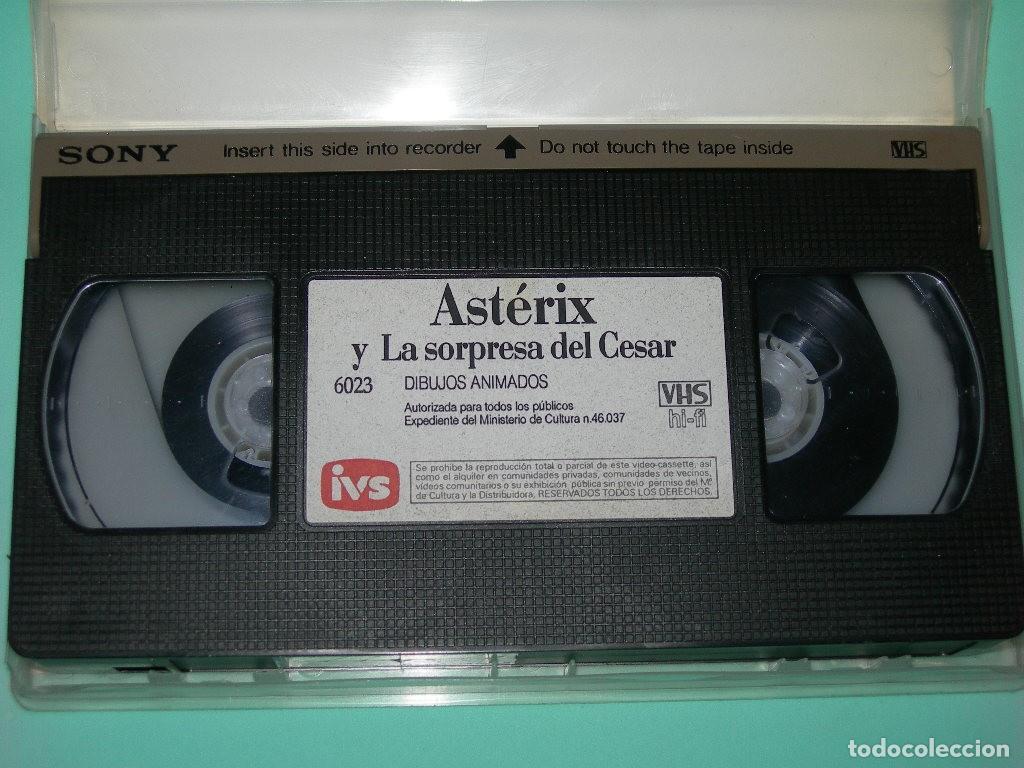 SONY Insert this side into recorder Do not touch the tape inside VHS
Astérix
y La sorpresa del Cesar
6023 DIBUJOS ANIMADOS
Autorizada para todos los públicos
Expediente del Ministerio de Cultura n.46.037
VHS
hi-fi
ivs
Se prohibe la reproducción total o parcial de este video-cassette, así
como el alquiler en comunidades privadas, comunidades de vecinos,
vídeos comunitarios o su exhibición pública sin previo permiso del Mº
de Cultura y la Distribuidora. RESERVADOS TODOS LOS DERECHOS.
todocoleccion